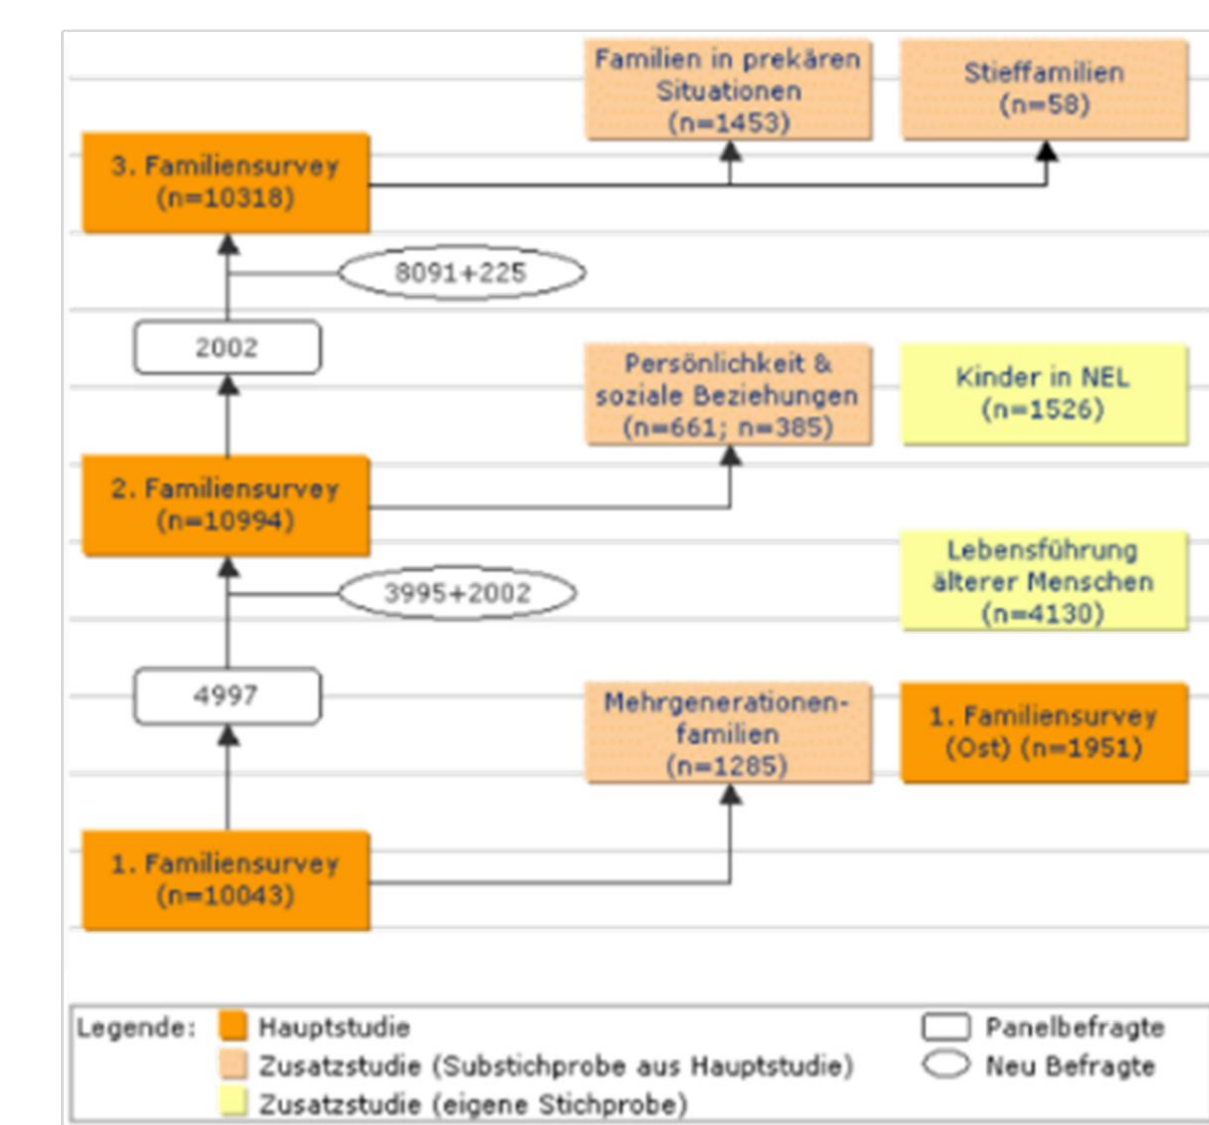 Familien in prekären
Situationen
(n=1453)
Stieffamilien
(n=58)
3. Familiensurvey
(n=10318)
8091+225
2002
Persönlichkeit &
soziale Beziehungen
(n=661; n=385)
Kinder in NEL
(n=1526)
2. Familiensurvey
(n=10994)
Lebensführung
älterer Menschen
(n=4130)
3995+2002
4997
Mehrgenerationen-
familien
(n=1285)
1. Familiensurvey
(Ost) (n=1951)
1. Familiensurvey
(n=10043)
Legende:
Hauptstudie
Zusatzstudie (Substichprobe aus Hauptstudie)
Zusatzstudie (eigene Stichprobe)
Panelbefragte
Neu Befragte